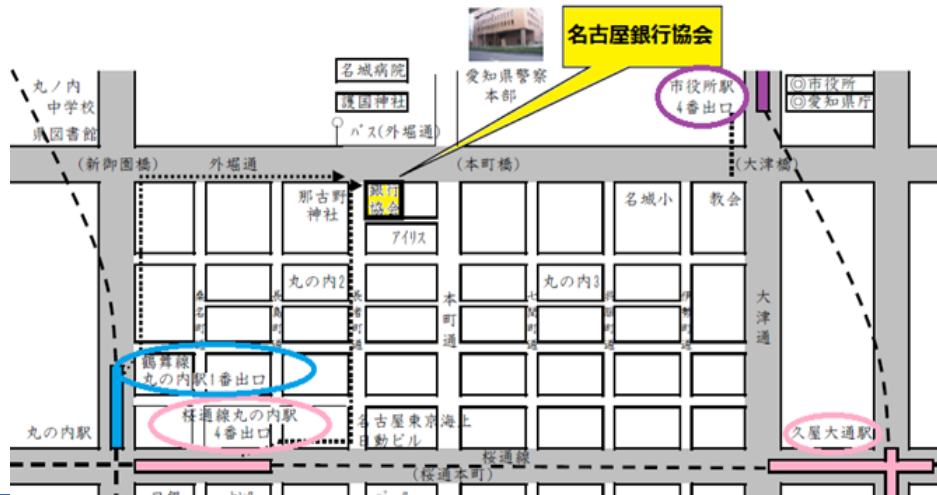 名古屋銀行協会
名城病院
護国神社
バス(外堀通)
愛知県警察
本部
市役所駅
4番出口
◎市役所
◎愛知県庁
丸ノ内
中学校
県図書館
(新御園橋)
外堀通
(本町橋)
(大津橋)
那古野
神社
銀行
協会
アイリス
名城小
教会
丸の内2
丸の内3
桑名町通
長島町通
長者町通
本町通
七間町通
伊勢町通
大津通
鶴舞線
丸の内駅1番出口
桜通線丸の内駅
4番出口
名古屋東京海上
日動ビル
丸の内駅
久屋大通駅
桜通線
(桜通本町)